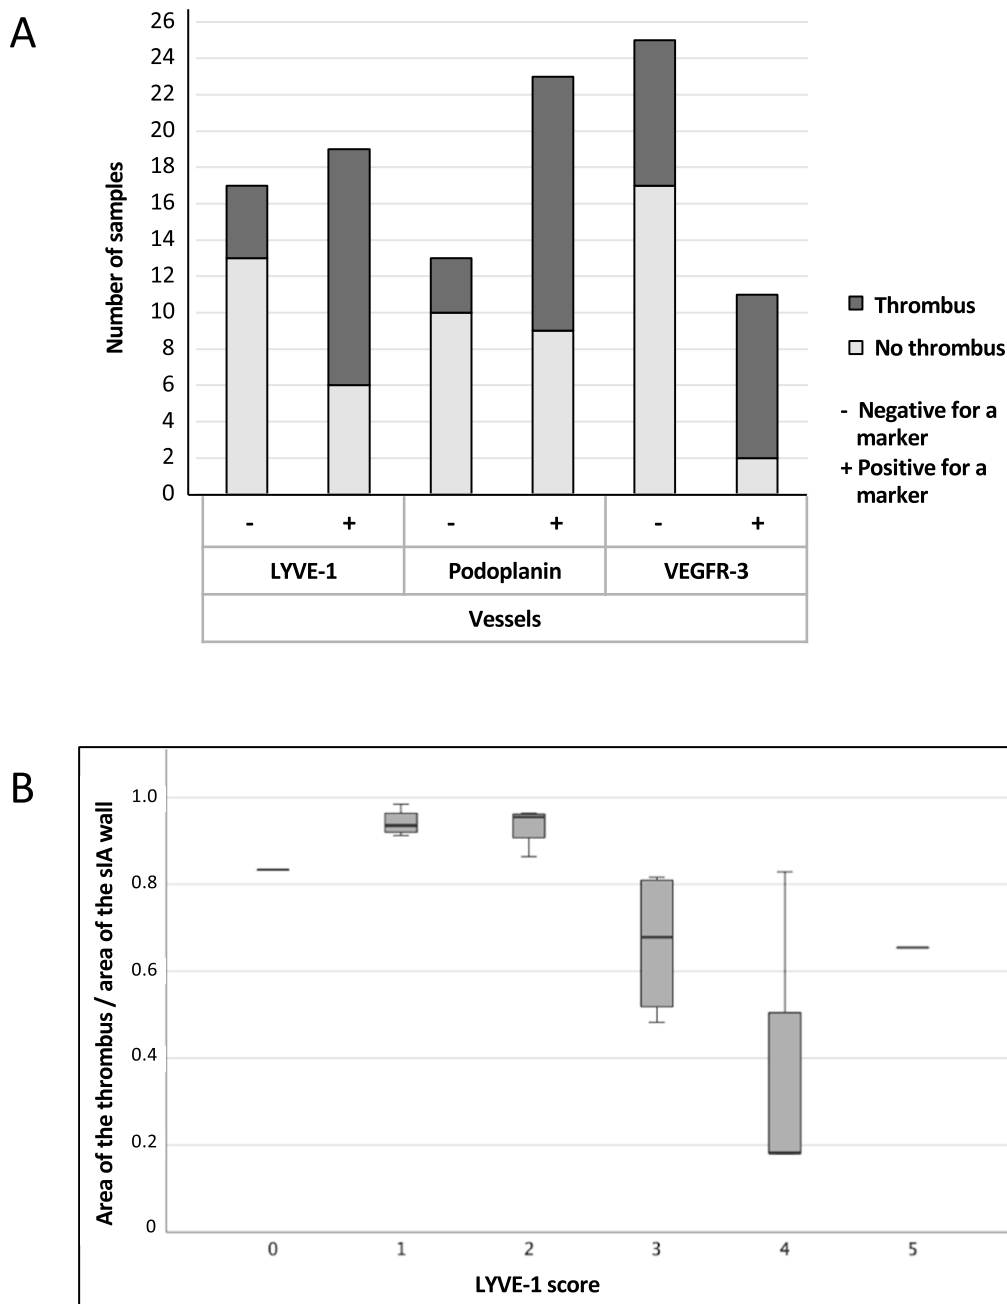 A
26
24
22
20
18
16
14
12
10
8
6
4
2
0
Number of samples
Thrombus
No thrombus
- Negative for a
marker
+ Positive for a
marker
- + - + - +
LYVE-1 Podoplanin VEGFR-3
Vessels
B
Area of the thrombus / area of the sIA wall
1.0
0.8
0.6
0.4
0.2
0
0 1 2 3 4 5
LYVE-1 score